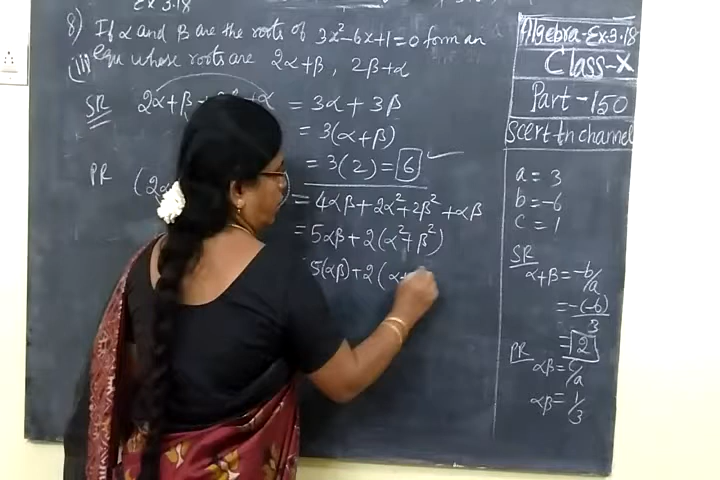 Ex 3.18
8) If α and β are the roots of 3x²-6x+1=0 form an
(iii) equ whose roots are 2α+β, 2β+α
SR 2α+β +α = 3α + 3β
= 3(α+β)
= 3(2) = 6
PR (2α ) = 4αβ+2α²+2β²+αβ
= 5αβ+2(α²+β²)
5(αβ)+2(α+
Algebra-Ex-3.18
Class-X
Part-150
Scert tn channel
a = 3
b = -6
c = 1
SR
α+β = -b/a
= -(-6)/3
= 2
PR
αβ = c/a
αβ = 1/3